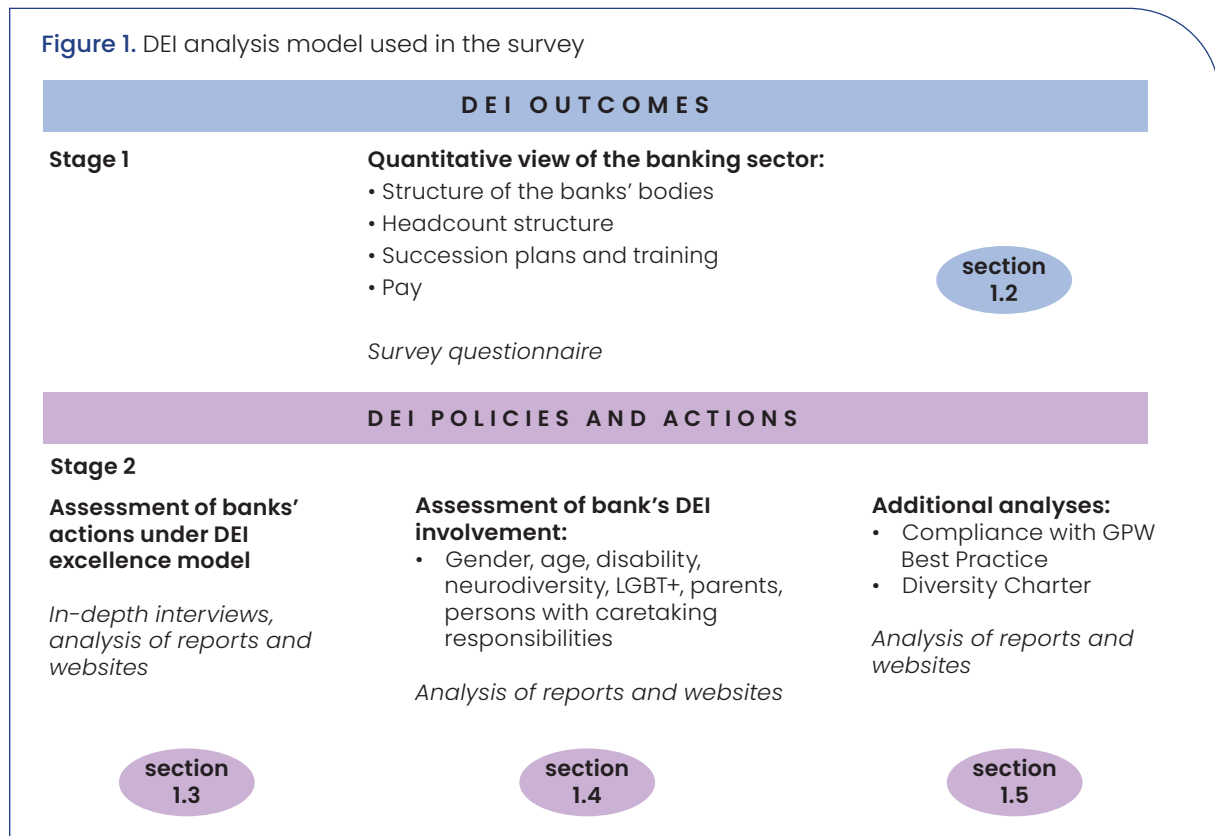 Figure 1. DEI analysis model used in the survey
DEI OUTCOMES
Stage 1
Quantitative view of the banking sector:
• Structure of the banks' bodies
• Headcount structure
• Succession plans and training
• Pay
Survey questionnaire
section
1.2
DEI POLICIES AND ACTIONS
Stage 2
Assessment of banks'
actions under DEI
excellence model
In-depth interviews,
analysis of reports and
websites
section
1.3
Assessment of bank's DEI
involvement:
• Gender, age, disability,
neurodiversity, LGBT+, parents,
persons with caretaking
responsibilities
Analysis of reports and websites
section
1.4
Additional analyses:
• Compliance with GPW
Best Practice
• Diversity Charter
Analysis of reports and
websites
section
1.5